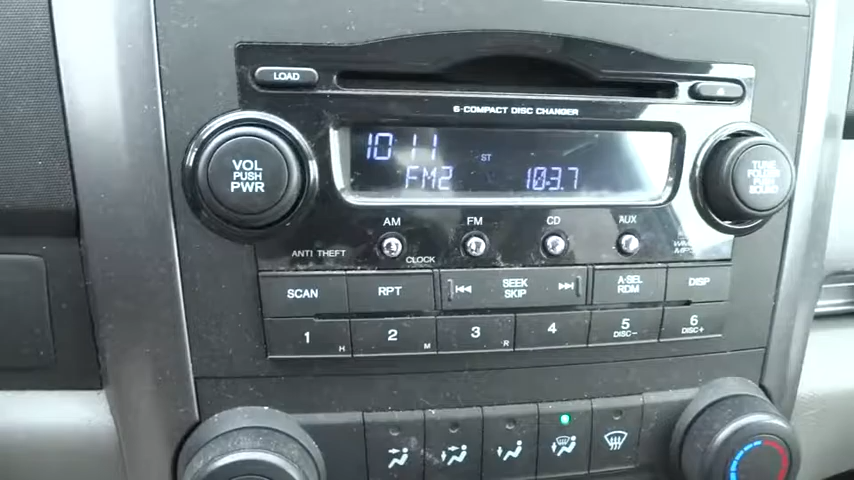 LOAD
6-COMPACT DISC CHANGER
10 11
ST
FM2 103.7
VOL
PUSH
PWR
TUNE
PUSH
SOUND
AM FM CD AUX
ANTI THEFT
CLOCK
WMA
MP3
SCAN RPT SEEK A.SEL DISP
SKIP RDM
1 H 2 M 3 R 4 5 6
DISC− DISC+